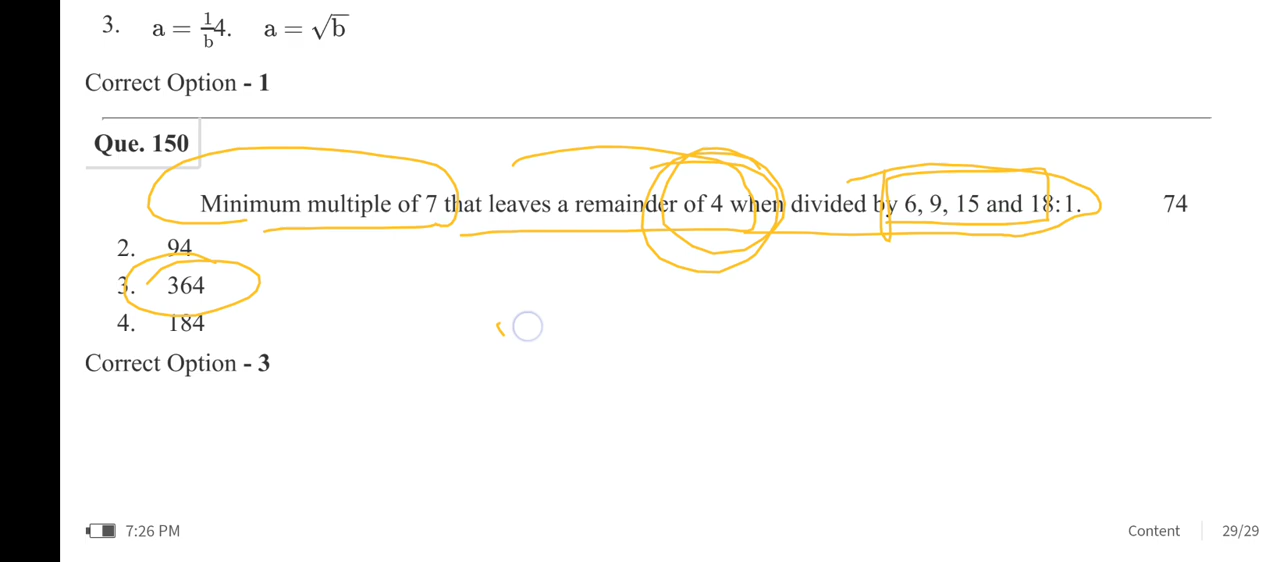 3. a = 1/b 4. a = √b
Correct Option - 1
Que. 150
Minimum multiple of 7 that leaves a remainder of 4 when divided by 6, 9, 15 and 18:1. 74
2. 94
3. 364
4. 184
Correct Option - 3
7:26 PM Content 29/29